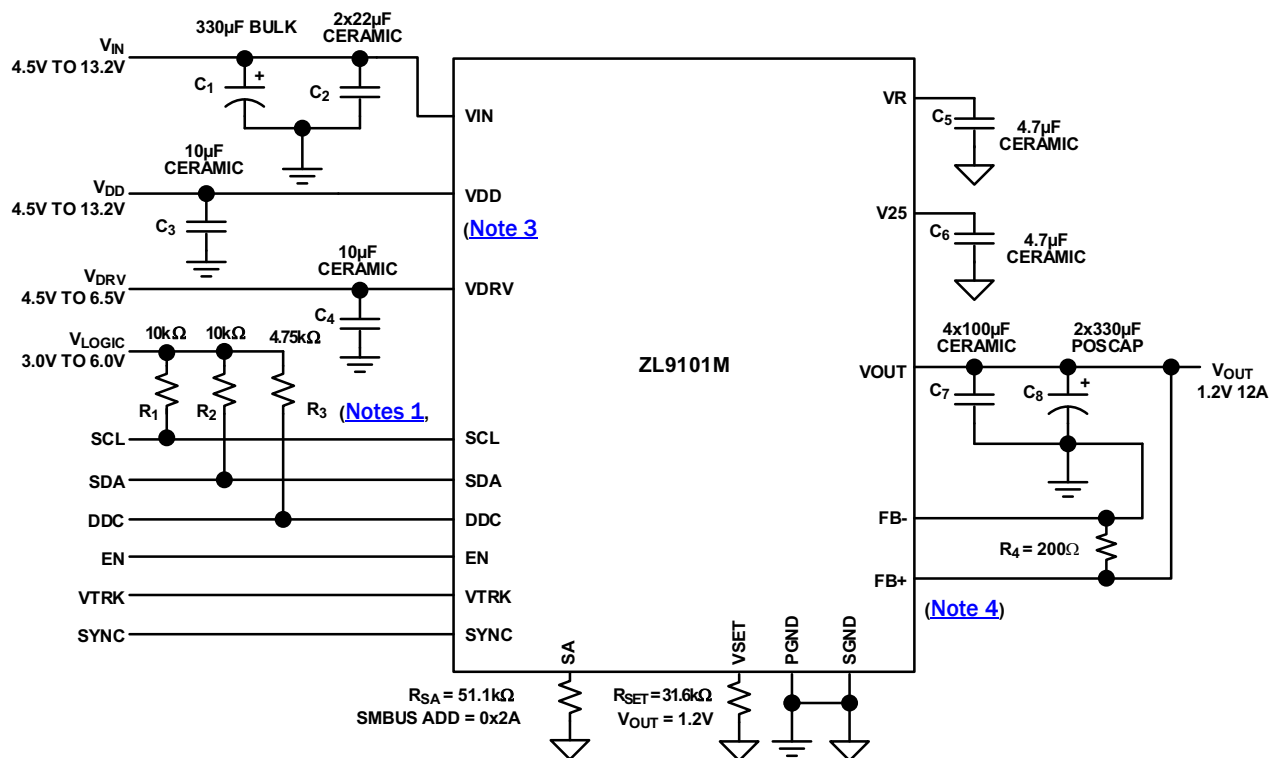 330µF BULK
2x22µF
CERAMIC
VIN
4.5V TO 13.2V
C1
+
C2
VIN
10µF
CERAMIC
VDD
4.5V TO 13.2V
C3
VDD
(Note 3
10µF
CERAMIC
VDRV
4.5V TO 6.5V
C4
VDRV
VLOGIC
3.0V TO 6.0V
10kΩ
10kΩ
4.75kΩ
R1
R2
R3
(Notes 1,
SCL
SCL
SDA
SDA
DDC
DDC
EN
EN
VTRK
VTRK
SYNC
SYNC
ZL9101M
VR
C5
4.7µF
CERAMIC
V25
C6
4.7µF
CERAMIC
4x100µF
CERAMIC
2x330µF
POSCAP
VOUT
C7
C8
+
VOUT
1.2V 12A
FB-
R4 = 200Ω
FB+
(Note 4)
SA
VSET
PGND
SGND
RSA = 51.1kΩ
SMBUS ADD = 0x2A
RSET = 31.6kΩ
VOUT = 1.2V